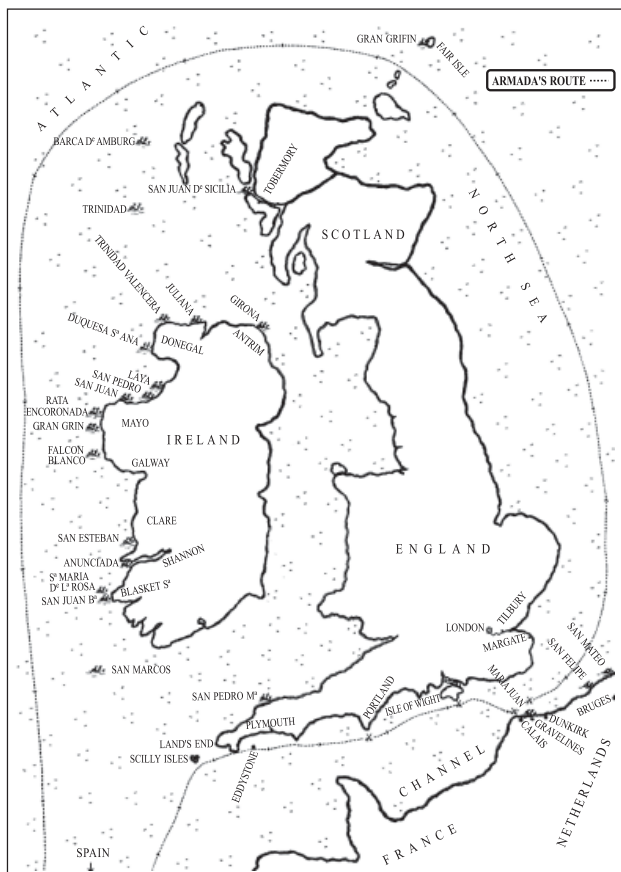 GRAN GRIFIN
FAIR ISLE
ATLANTIC
ARMADA'S ROUTE
BARCA Dᵉ AMBURG
SAN JUAN Dᵉ SICILIA
TOBERMORY
TRINIDAD
SCOTLAND
NORTH SEA
TRINIDAD VALENCERA
JULIANA
GIRONA
DUQUESA Sᵃ ANA
DONEGAL
ANTRIM
LAYA
SAN PEDRO
SAN JUAN
RATA
ENCORONADA
MAYO
GRAN GRIN
IRELAND
FALCON
BLANCO
GALWAY
CLARE
SAN ESTEBAN
ENGLAND
ANUNCIADA
SHANNON
Sᵃ MARIA
Dᵉ Lᵃ ROSA
BLASKET Sᵈ
SAN JUAN Bᵃ
TILBURY
LONDON
MARGATE
SAN MATEO
SAN FELIPE
SAN MARCOS
MARIA JUAN
BRUGES
SAN PEDRO Mᵃ
PORTLAND
ISLE OF WIGHT
PLYMOUTH
DUNKIRK
GRAVELINES
CALAIS
LAND'S END
SCILLY ISLES
EDDYSTONE
CHANNEL
NETHERLANDS
FRANCE
SPAIN